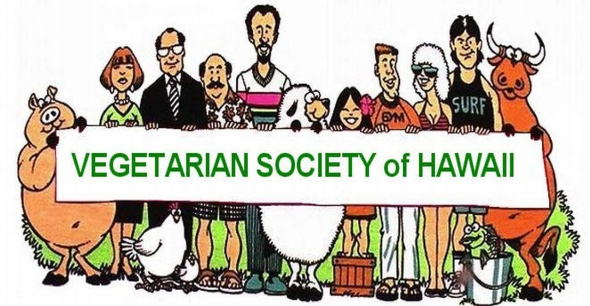 VEGETARIAN SOCIETY of HAWAII
GYM
SURF